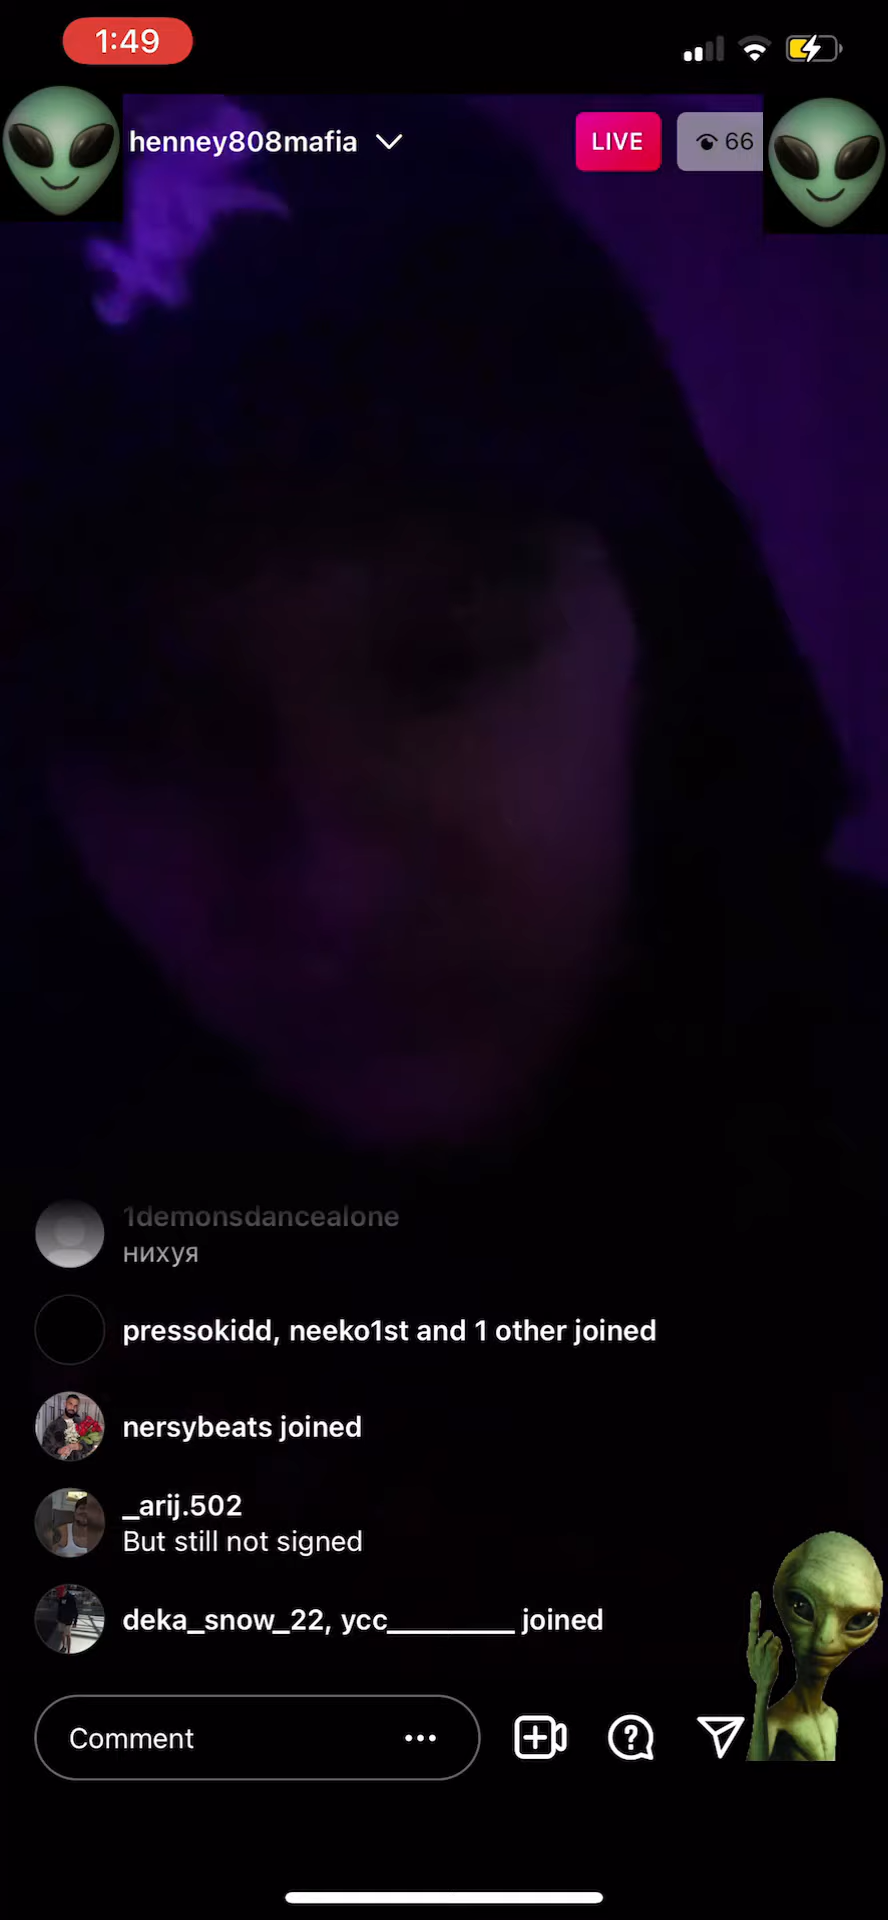 1:49
henney808mafia
LIVE
66
1demonsdancealone
нихуя
pressokidd, neeko1st and 1 other joined
nersybeats joined
_arij.502
But still not signed
deka_snow_22, ycc_________ joined
Comment